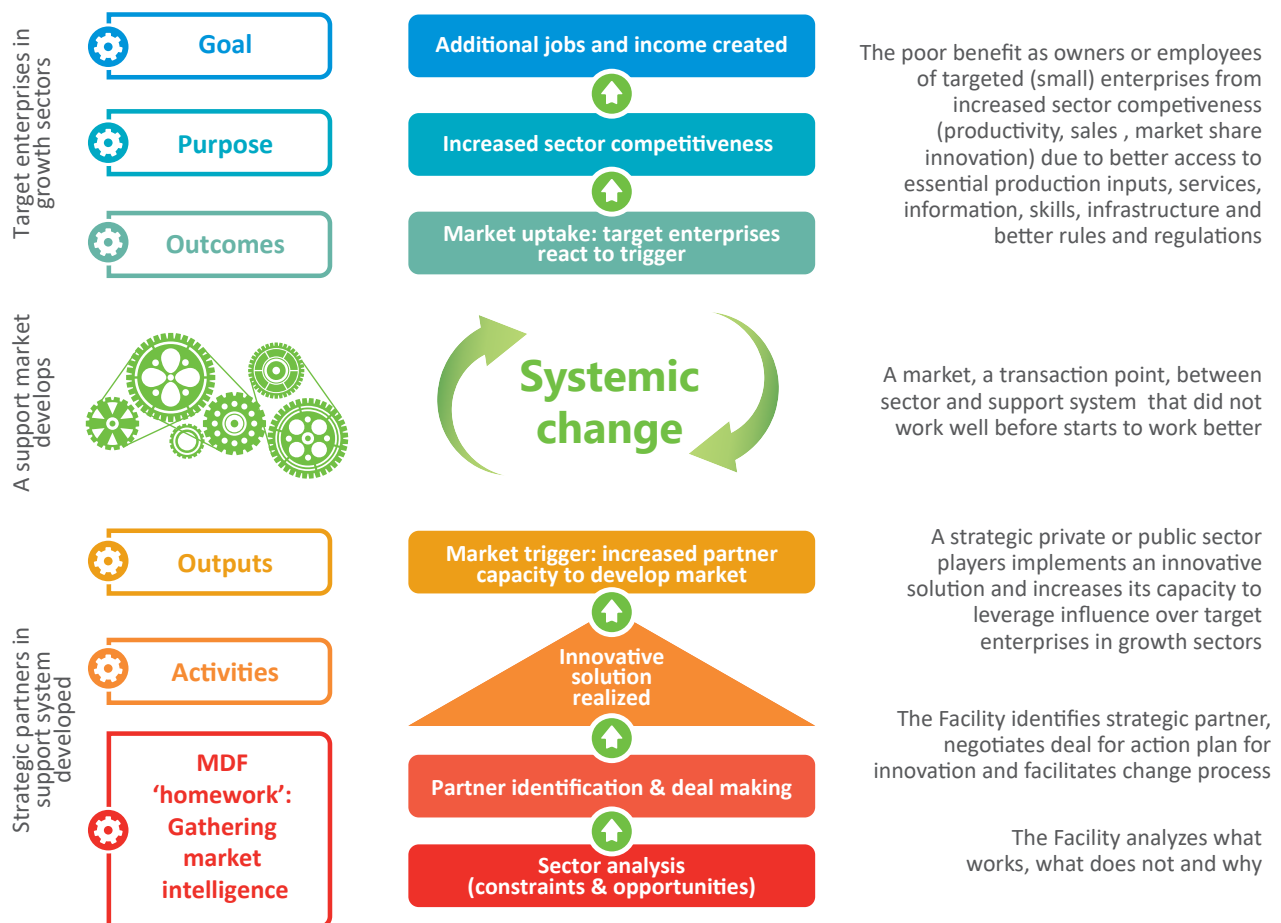 Target enterprises in
growth sectors
Goal
Additional jobs and income created
Purpose
Increased sector competitiveness
Outcomes
Market uptake: target enterprises
react to trigger
The poor benefit as owners or employees
of targeted (small) enterprises from
increased sector competiveness
(productivity, sales , market share
innovation) due to better access to
essential production inputs, services,
information, skills, infrastructure and
better rules and regulations
A support market
develops
Systemic
change
A market, a transaction point, between
sector and support system that did not
work well before starts to work better
Strategic partners in
support system
developed
Outputs
Market trigger: increased partner
capacity to develop market
A strategic private or public sector
players implements an innovative
solution and increases its capacity to
leverage influence over target
enterprises in growth sectors
Activities
Innovative
solution
realized
MDF
‘homework’:
Gathering
market
intelligence
Partner identification & deal making
The Facility identifies strategic partner,
negotiates deal for action plan for
innovation and facilitates change process
Sector analysis
(constraints & opportunities)
The Facility analyzes what
works, what does not and why